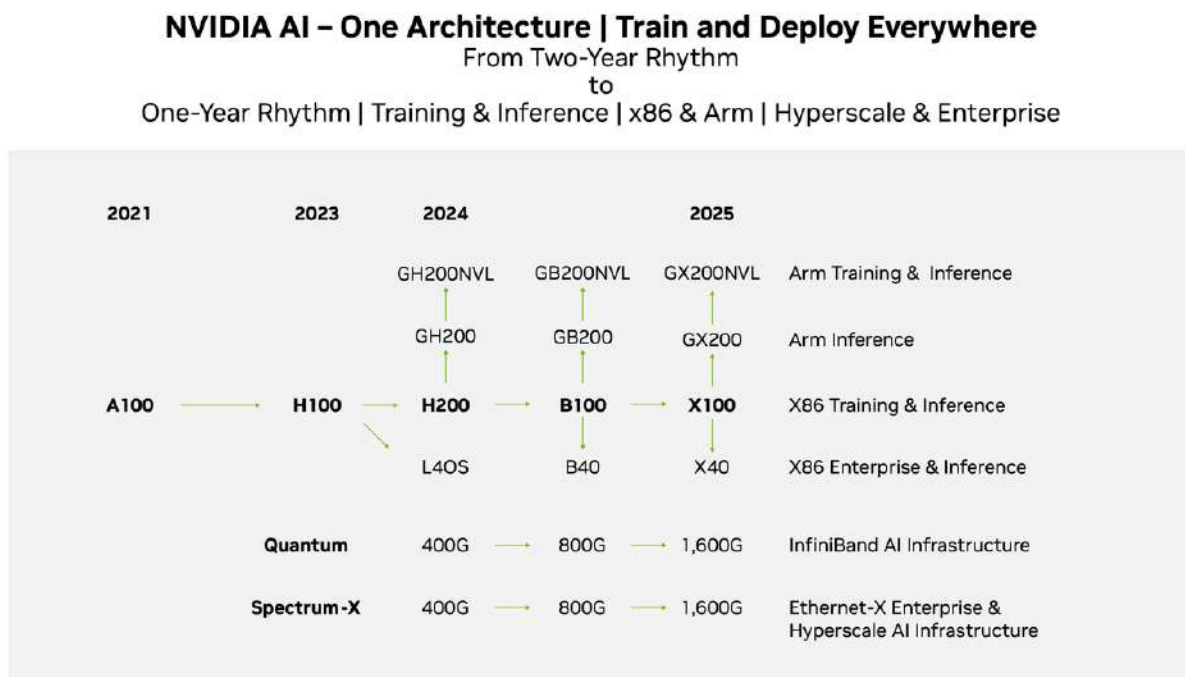 NVIDIA AI – One Architecture | Train and Deploy Everywhere
From Two-Year Rhythm
to
One-Year Rhythm | Training & Inference | x86 & Arm | Hyperscale & Enterprise
2021 2023 2024 2025
GH200NVL GB200NVL GX200NVL Arm Training & Inference
GH200 GB200 GX200 Arm Inference
A100 H100 H200 B100 X100 X86 Training & Inference
L40S B40 X40 X86 Enterprise & Inference
Quantum 400G 800G 1,600G InfiniBand AI Infrastructure
Spectrum-X 400G 800G 1,600G Ethernet-X Enterprise &
Hyperscale AI Infrastructure